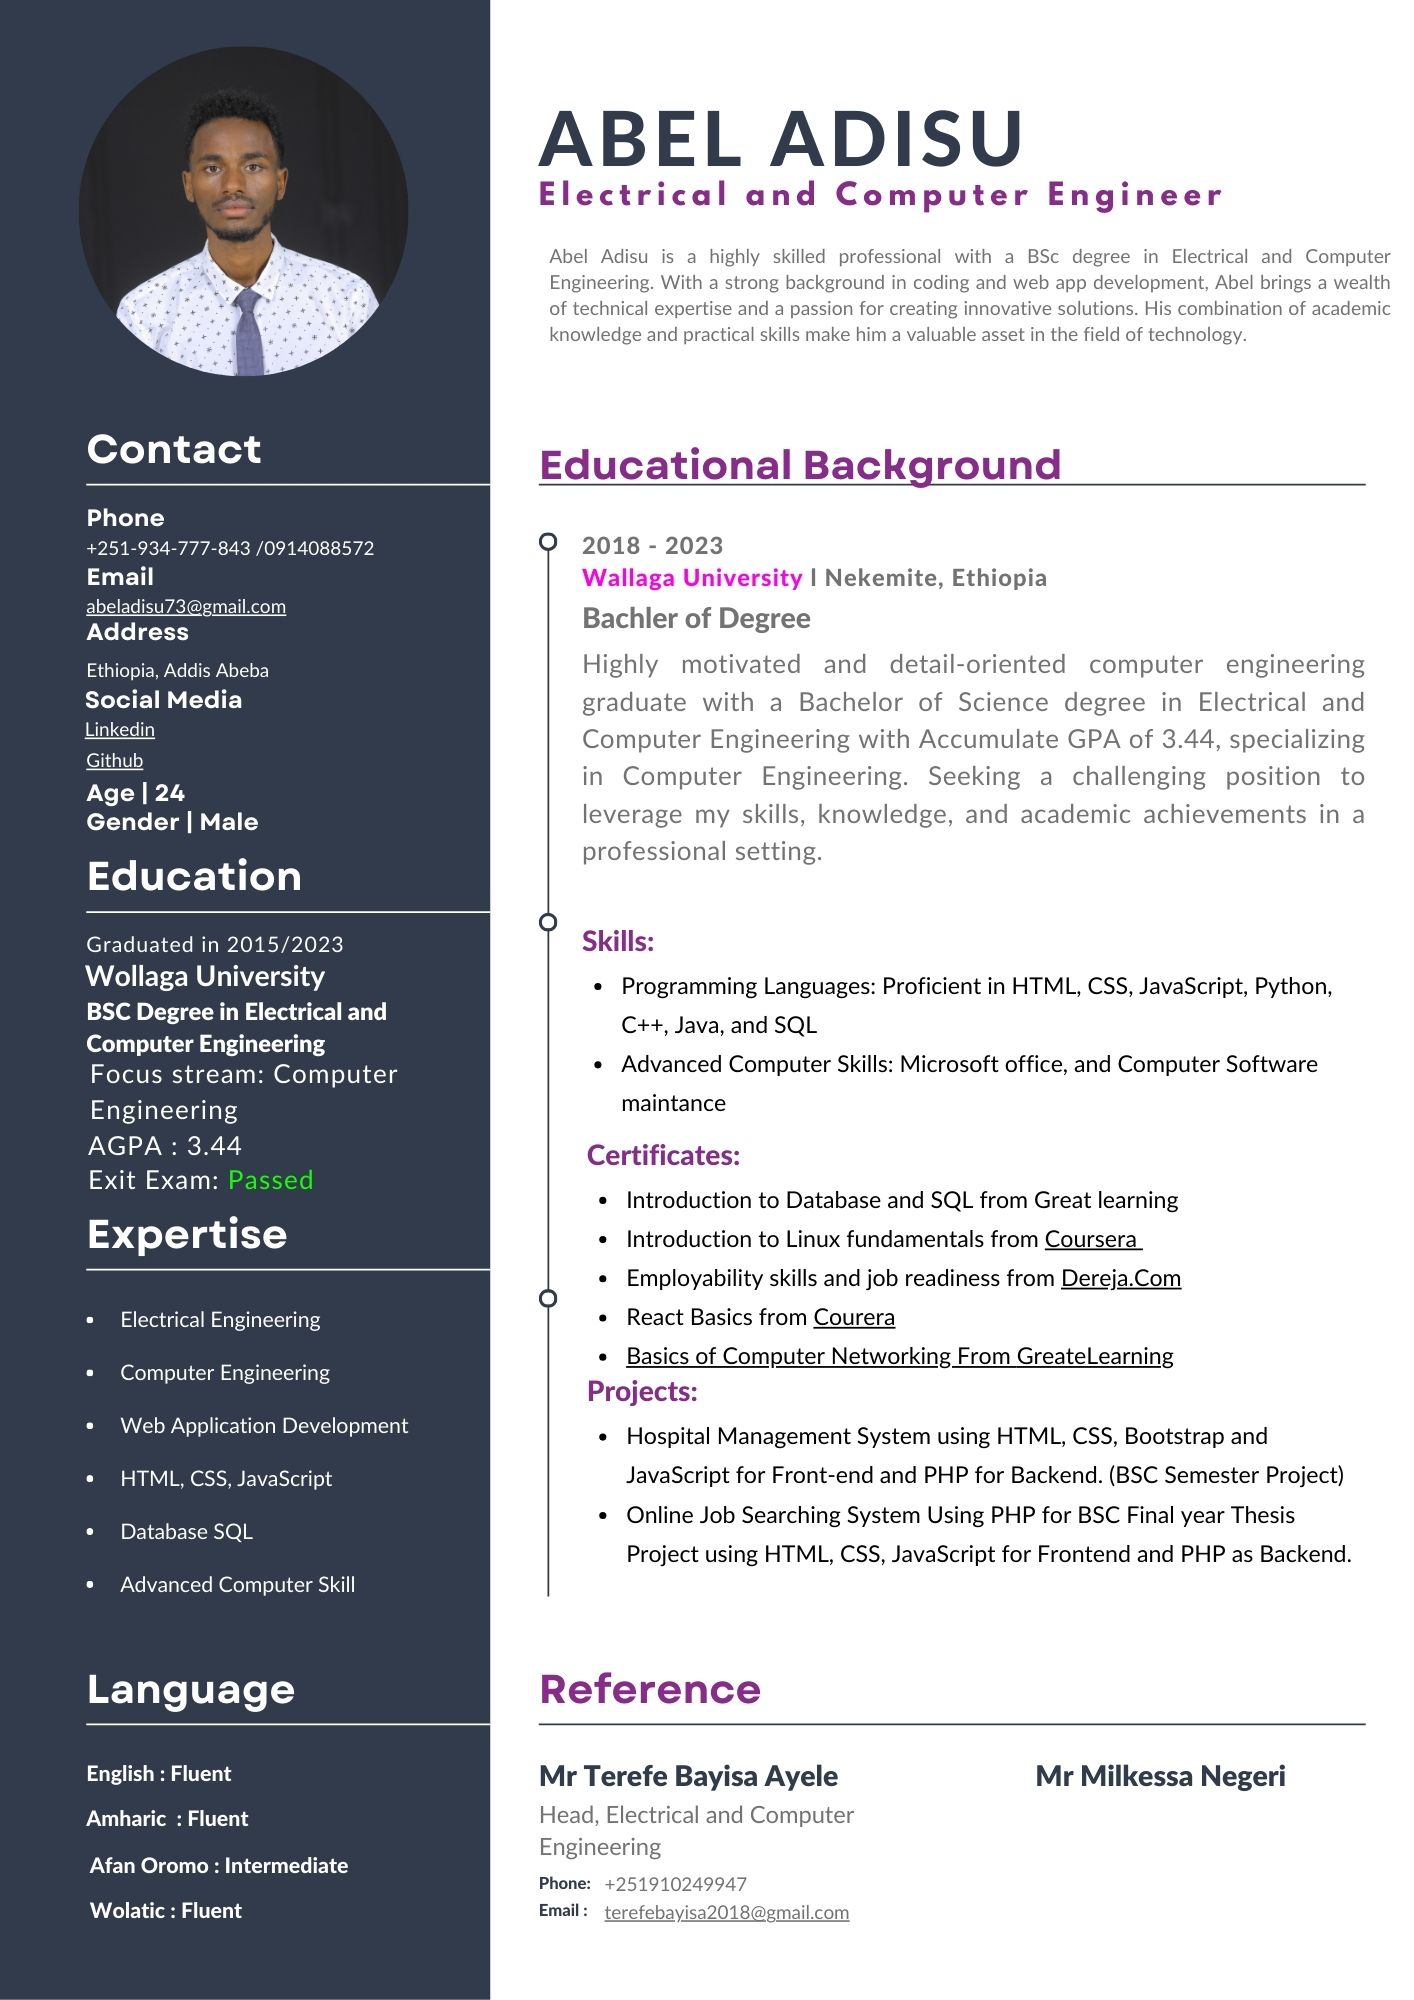 ABEL ADISU
Electrical and Computer Engineer
Abel Adisu is a highly skilled professional with a BSc degree in Electrical and Computer
Engineering. With a strong background in coding and web app development, Abel brings a wealth
of technical expertise and a passion for creating innovative solutions. His combination of academic
knowledge and practical skills make him a valuable asset in the field of technology.
Contact
Phone
+251-934-777-843 /0914088572
Email
abeladisu73@gmail.com
Address
Ethiopia, Addis Abeba
Social Media
Linkedin
Github
Age | 24
Gender | Male
Education
Graduated in 2015/2023
Wollaga University
BSC Degree in Electrical and
Computer Engineering
Focus stream: Computer
Engineering
AGPA : 3.44
Exit Exam: Passed
Expertise
• Electrical Engineering
• Computer Engineering
• Web Application Development
• HTML, CSS, JavaScript
• Database SQL
• Advanced Computer Skill
Language
English : Fluent
Amharic : Fluent
Afan Oromo : Intermediate
Wolatic : Fluent
Educational Background
2018 - 2023
Wallaga University l Nekemite, Ethiopia
Bachler of Degree
Highly motivated and detail-oriented computer engineering
graduate with a Bachelor of Science degree in Electrical and
Computer Engineering with Accumulate GPA of 3.44, specializing
in Computer Engineering. Seeking a challenging position to
leverage my skills, knowledge, and academic achievements in a
professional setting.
Skills:
• Programming Languages: Proficient in HTML, CSS, JavaScript, Python,
C++, Java, and SQL
• Advanced Computer Skills: Microsoft office, and Computer Software
maintance
Certificates:
• Introduction to Database and SQL from Great learning
• Introduction to Linux fundamentals from Coursera
• Employability skills and job readiness from Dereja.Com
• React Basics from Courera
• Basics of Computer Networking From GreateLearning
Projects:
• Hospital Management System using HTML, CSS, Bootstrap and
JavaScript for Front-end and PHP for Backend. (BSC Semester Project)
• Online Job Searching System Using PHP for BSC Final year Thesis
Project using HTML, CSS, JavaScript for Frontend and PHP as Backend.
Reference
Mr Terefe Bayisa Ayele
Head, Electrical and Computer
Engineering
Phone: +251910249947
Email : terefebayisa2018@gmail.com
Mr Milkessa Negeri